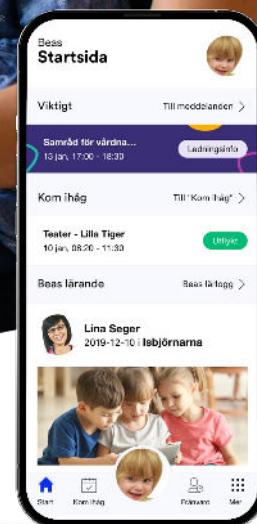 Beas
Startsida
Viktigt
Till meddelanden >
Samråd för vårdna...
15 jan, 17:00 - 18:30
Ledningsinfo
Kom ihåg
Till "Kom ihåg" >
Teater - Lilla Tiger
10 jan, 08:20 - 11:30
Utflykt
Beas lärande
Beas lärlogg >
Lina Seger
2019-12-10 i Isbjörnarna
Start
Kom ihåg
Frånvaro
Mer